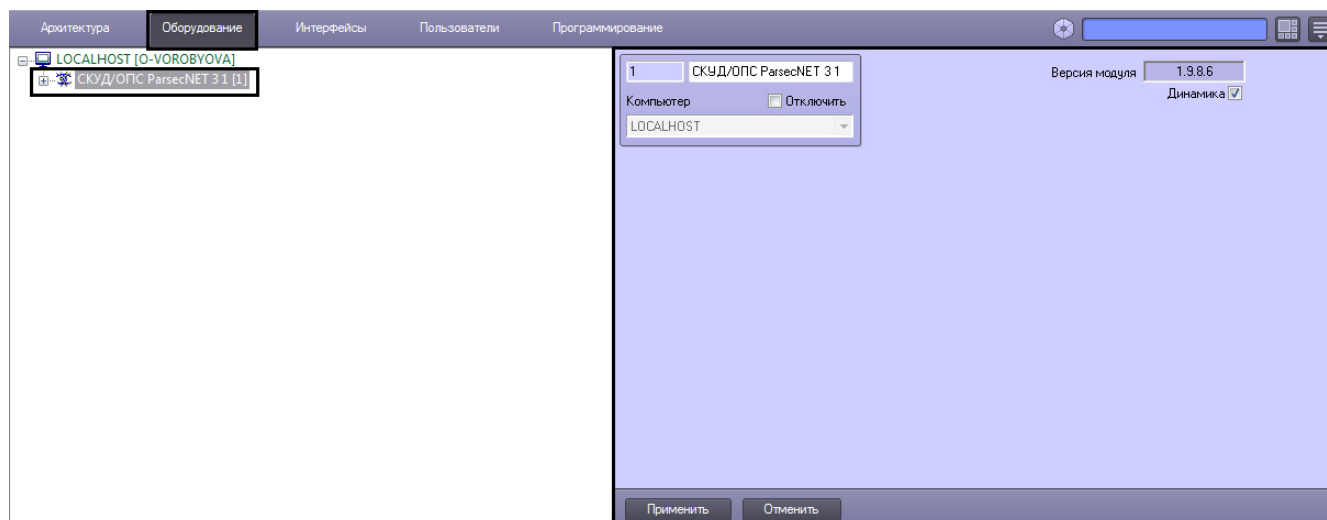 Архитектура Оборудование Интерфейсы Пользователи Программирование
LOCALHOST [O-VOROBYOVA]
СКУД/ОПС ParsecNET 3 1 [1]
1 СКУД/ОПС ParsecNET 3 1
Компьютер Отключить
LOCALHOST
Версия модуля 1.9.8.6
Динамика
Применить Отменить